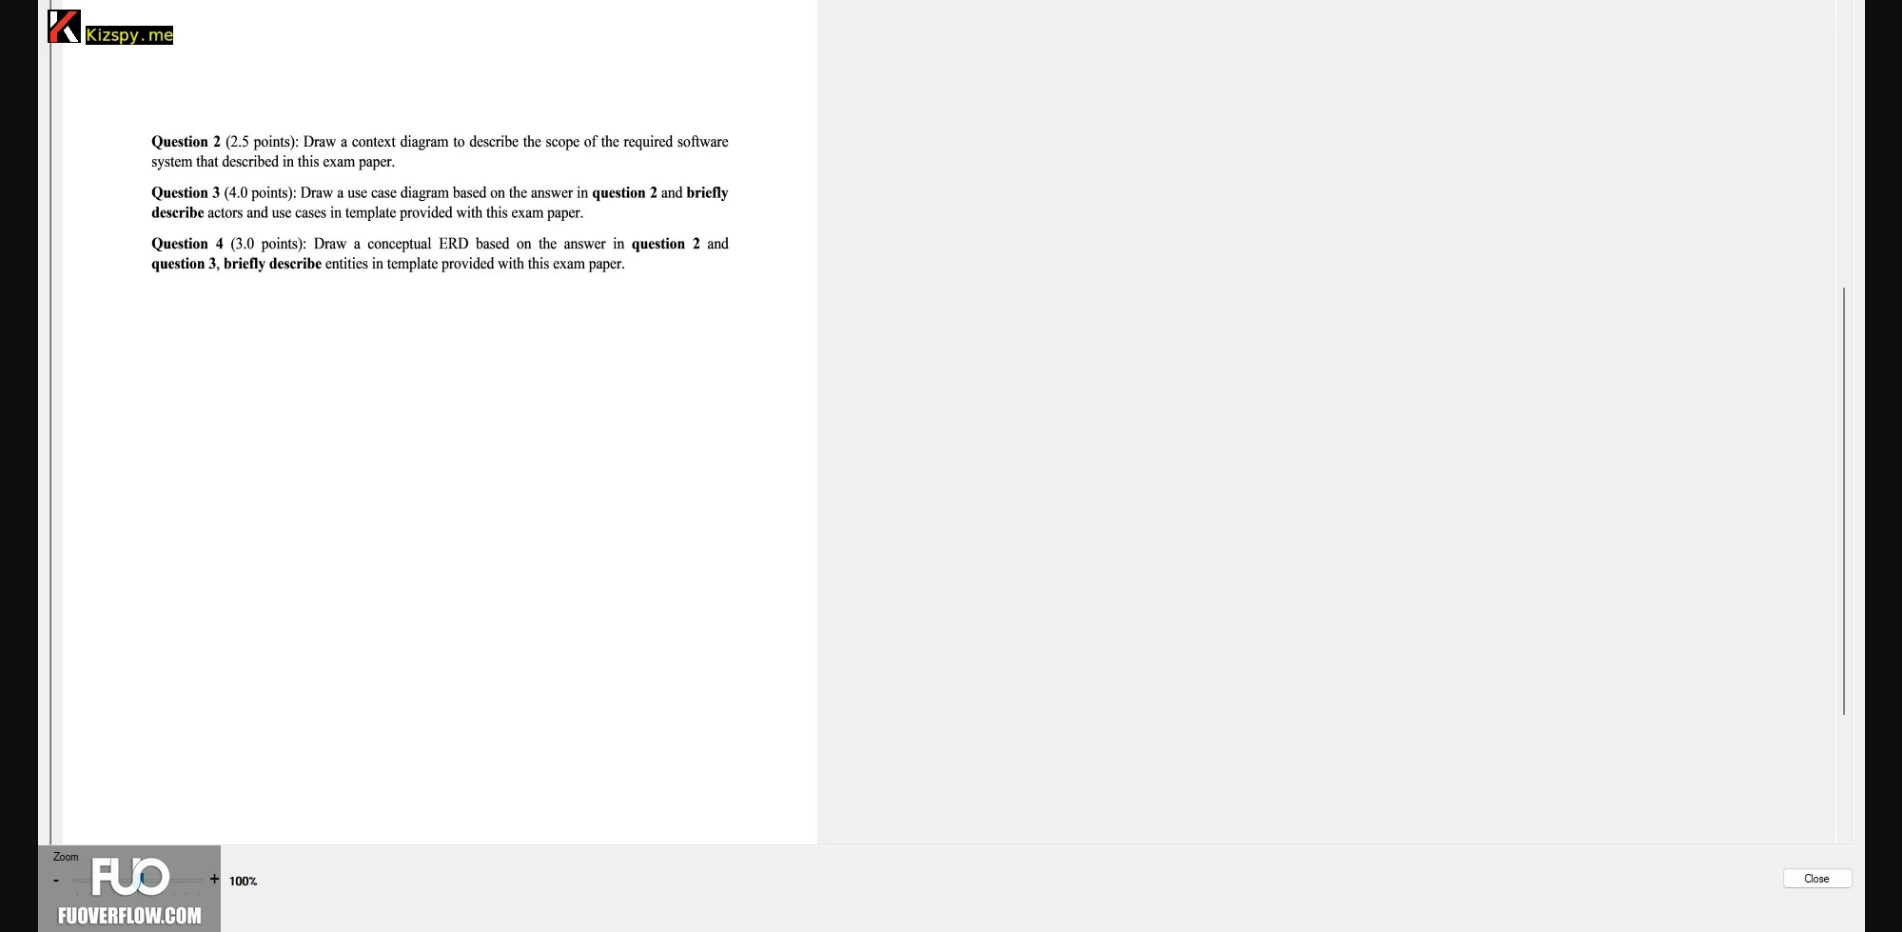 Kizspy.me
Question 2 (2.5 points): Draw a context diagram to describe the scope of the required software
system that described in this exam paper.
Question 3 (4.0 points): Draw a use case diagram based on the answer in question 2 and briefly
describe actors and use cases in template provided with this exam paper.
Question 4 (3.0 points): Draw a conceptual ERD based on the answer in question 2 and
question 3, briefly describe entities in template provided with this exam paper.
Zoom
- + 100%
Close
FUO
FUOVERFLOW.COM